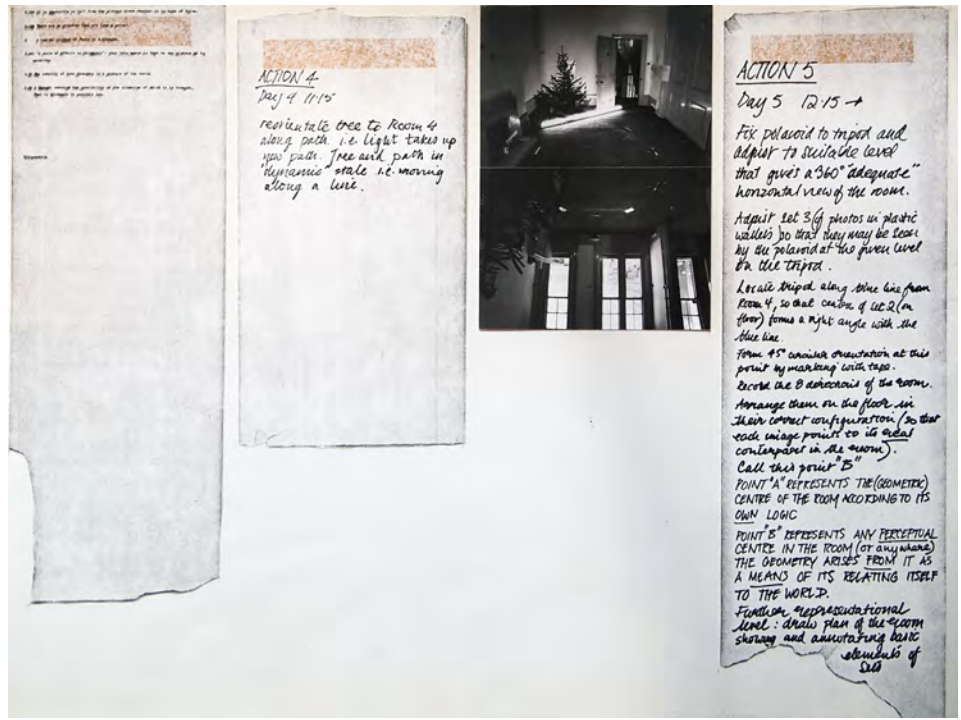 ACTION 4
Day 4 11·15
reorientate tree to Room 4
along path i.e. light takes up
new path. Tree and path in
"dynamic" state i.e. moving
along a line.
ACTION 5
Day 5 12·15 →
Fix polaroid to tripod and
adjust to suitable level
that gives a 360° "adequate"
horizontal view of the room.
Adjust set 3 (of photos in plastic
wallets) so that they may be seen
by the polaroid at the given level
on the tripod.
Locate tripod along blue line from
Room 4, so that centre of set 2 (on
floor) forms a right angle with the
blue line.
Form 45° orientation at this
point by marking with tape.
Record the 8 directions of the room.
Arrange them on the floor in
their correct configuration (so that
each image points to its real
counterpart in the room).
Call this point "B"
POINT "A" REPRESENTS THE (GEOMETRIC)
CENTRE OF THE ROOM ACCORDING TO ITS
OWN LOGIC
POINT "B" REPRESENTS ANY PERCEPTUAL
CENTRE IN THE ROOM (or anywhere)
THE GEOMETRY ARISES FROM IT AS
A MEANS OF ITS RELATING ITSELF
TO THE WORLD.
Further representational
level : draw plan of the room
showing and annotating basic
elements of
Sets